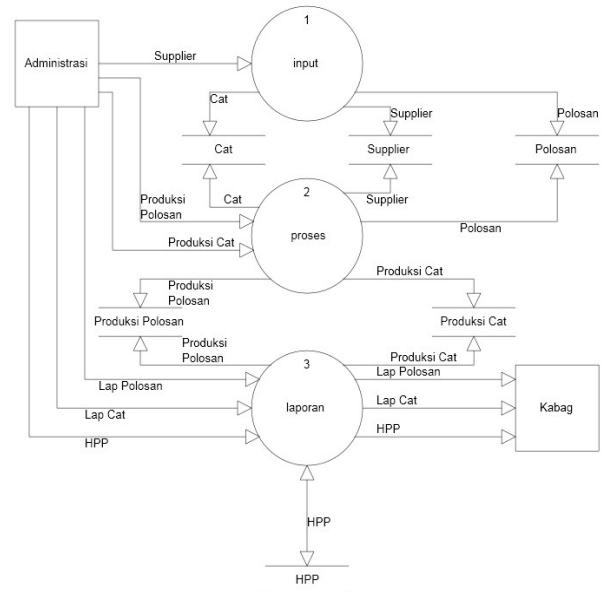 1
Administrasi
input
Supplier
Cat
Supplier
Polosan
Cat
Supplier
Polosan
2
Produksi
Polosan
Cat
Supplier
Polosan
proses
Produksi Cat
Produksi
Polosan
Produksi Cat
Produksi Polosan
Produksi Cat
Produksi
Polosan
Produksi Cat
3
Lap Polosan
Lap Polosan
Lap Cat
laporan
Lap Cat
Kabag
HPP
HPP
HPP
HPP